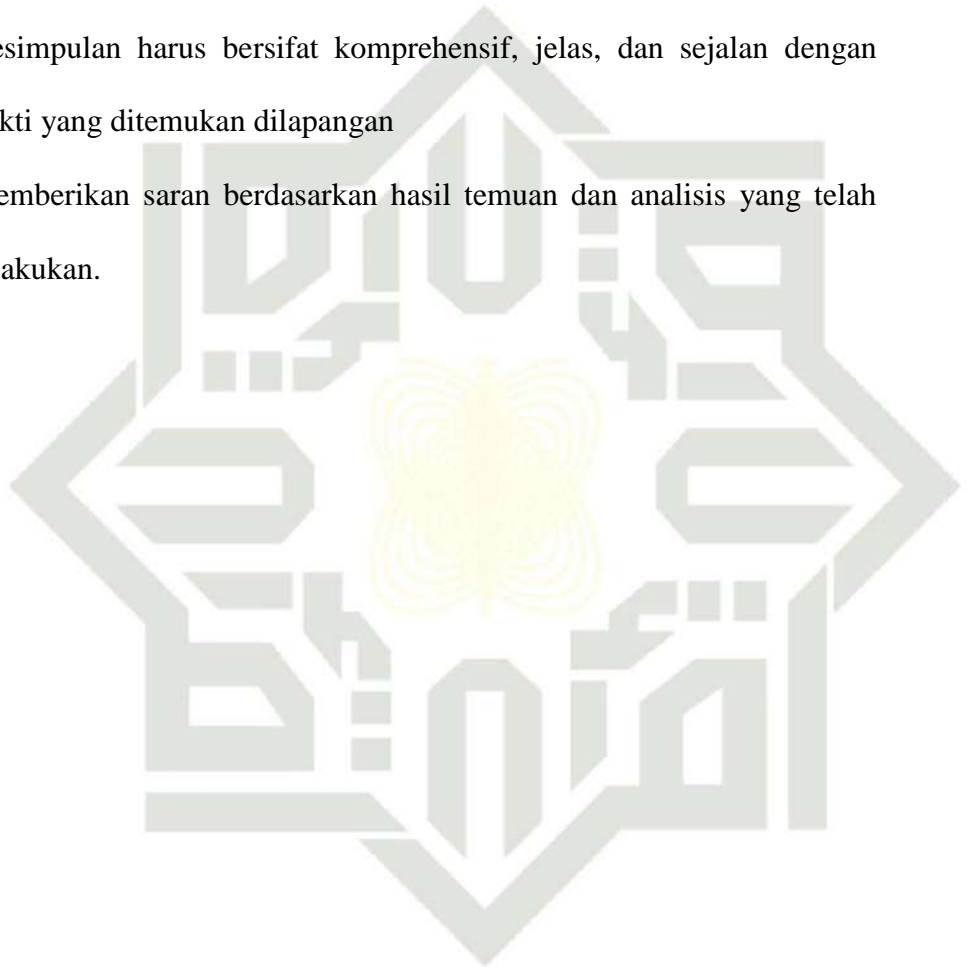 esimpulan harus bersifat komprehensif, jelas, dan sejalan dengan
kti yang ditemukan dilapangan
emberikan saran berdasarkan hasil temuan dan analisis yang telah
akukan.